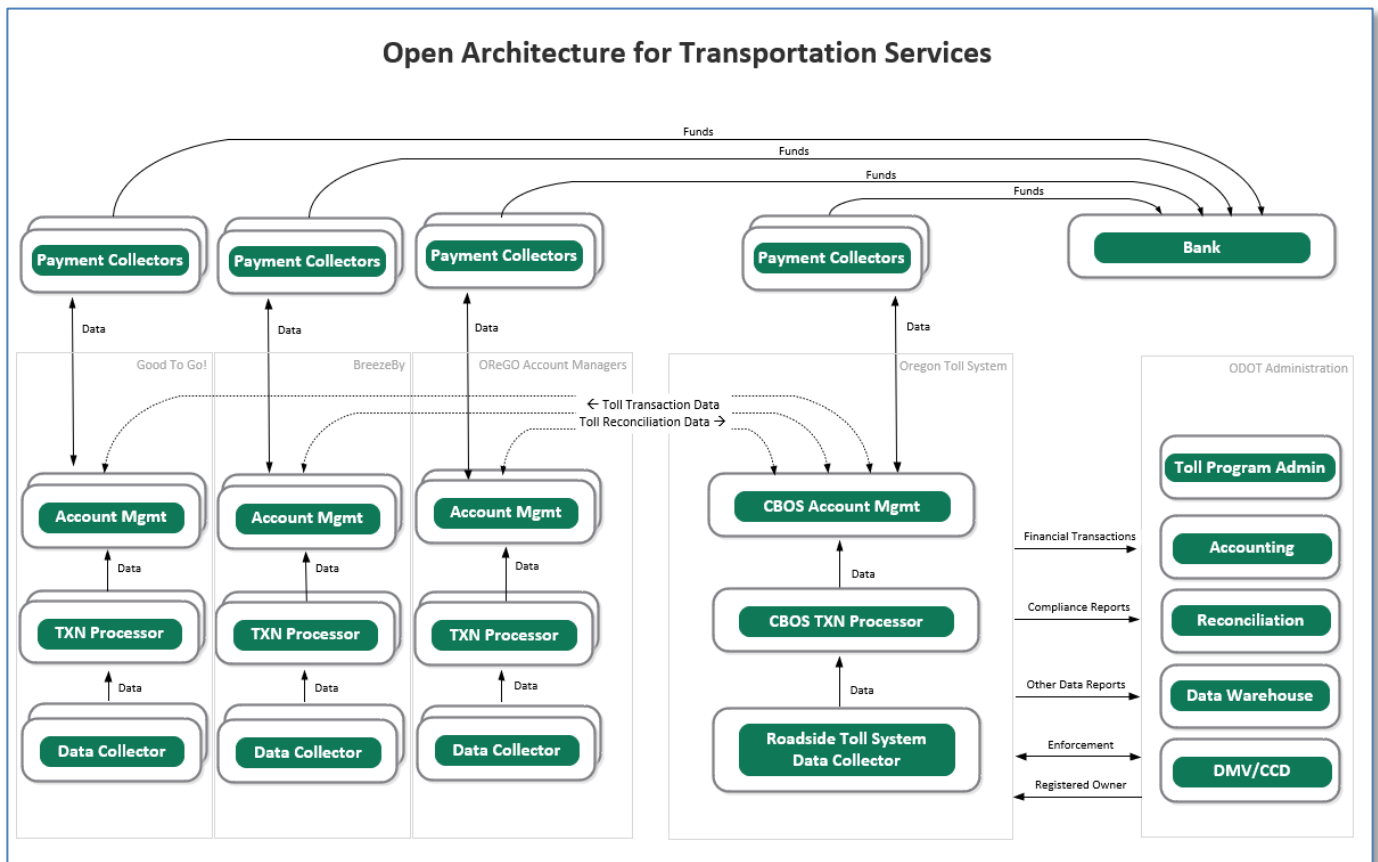 Open Architecture for Transportation Services
Funds
Funds
Funds
Funds
Payment Collectors
Payment Collectors
Payment Collectors
Payment Collectors
Bank
Data
Data
Data
Data
Good To Go!
BreezeBy
OReGO Account Managers
Oregon Toll System
ODOT Administration
← Toll Transaction Data
Toll Reconciliation Data →
Toll Program Admin
Account Mgmt
Account Mgmt
Account Mgmt
CBOS Account Mgmt
Financial Transactions
Accounting
Data
Data
Data
Data
Compliance Reports
Reconciliation
TXN Processor
TXN Processor
TXN Processor
CBOS TXN Processor
Data
Data
Data
Data
Other Data Reports
Data Warehouse
Data Collector
Data Collector
Data Collector
Roadside Toll System
Data Collector
Enforcement
DMV/CCD
Registered Owner